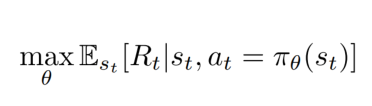 max_θ 𝔼_{s_t}[R_t|s_t, a_t = π_θ(s_t)]